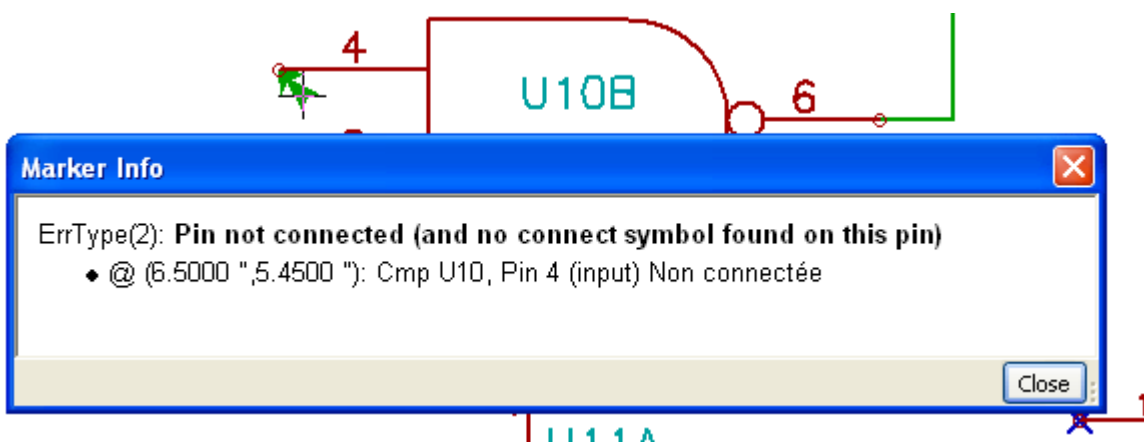 4
U10B
6
Marker Info
ErrType(2): Pin not connected (and no connect symbol found on this pin)
◆ @ (6.5000 ",5.4500 "): Cmp U10, Pin 4 (input) Non connectée
Close
U11A